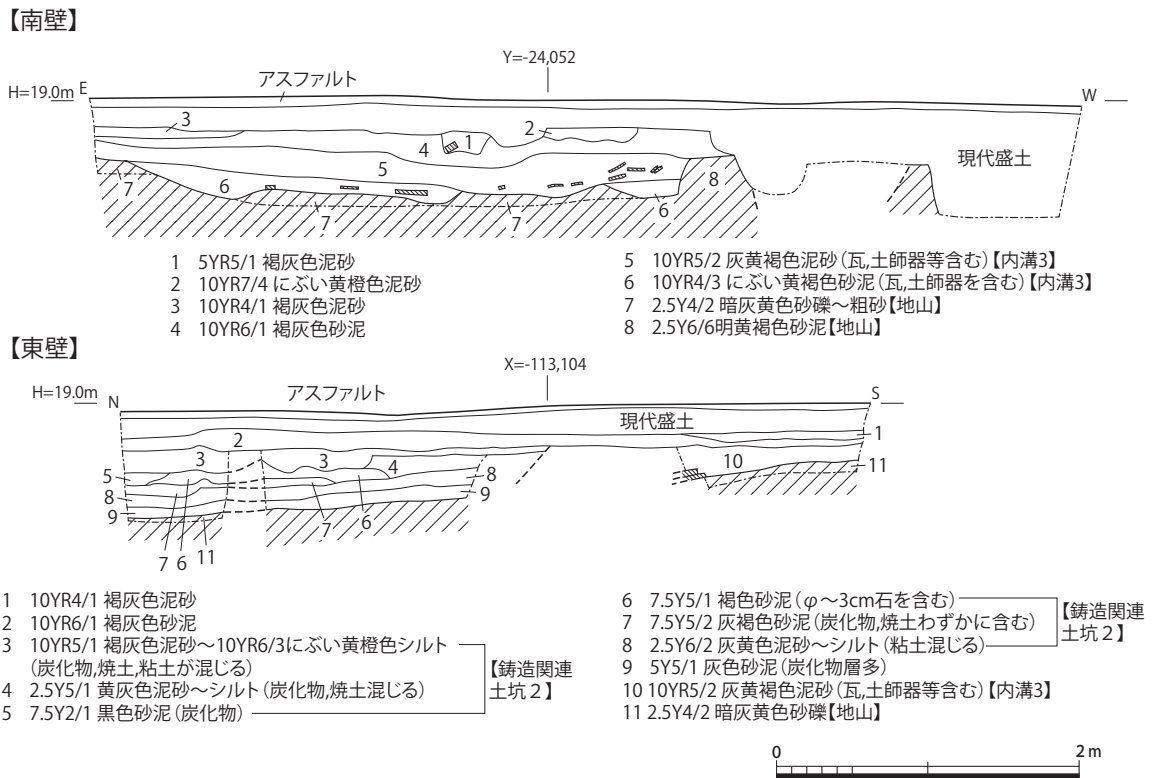 【南壁】
Y=-24,052
H=19.0m E
アスファルト
W
3
2
1
4
現代盛土
5
7
6
8
7
7
6
1 5YR5/1 褐灰色泥砂
2 10YR7/4 にぶい黄橙色泥砂
3 10YR4/1 褐灰色泥砂
4 10YR6/1 褐灰色砂泥
5 10YR5/2 灰黄褐色泥砂（瓦,土師器等含む）【内溝3】
6 10YR4/3 にぶい黄褐色砂泥（瓦,土師器を含む）【内溝3】
7 2.5Y4/2 暗灰黄色砂礫～粗砂【地山】
8 2.5Y6/6明黄褐色砂泥【地山】
【東壁】
X=-113,104
H=19.0m N
アスファルト
S
現代盛土
1
2
3
3
4
10
5
8
11
8
9
9
7 6 11
7
6
1 10YR4/1 褐灰色泥砂
2 10YR6/1 褐灰色砂泥
3 10YR5/1 褐灰色泥砂～10YR6/3にぶい黄橙色シルト
（炭化物,焼土,粘土が混じる）
4 2.5Y5/1 黄灰色泥砂～シルト（炭化物,焼土混じる）
5 7.5Y2/1 黒色砂泥（炭化物）
【鋳造関連
土坑２】
6 7.5Y5/1 褐色砂泥（φ～3cm石を含む）
7 7.5Y5/2 灰褐色砂泥（炭化物,焼土わずかに含む）
8 2.5Y6/2 灰黄色泥砂～シルト（粘土混じる）
【鋳造関連
土坑２】
9 5Y5/1 灰色砂泥（炭化物層多）
10 10YR5/2 灰黄褐色泥砂（瓦,土師器等含む）【内溝3】
11 2.5Y4/2 暗灰黄色砂礫【地山】
0 2 m